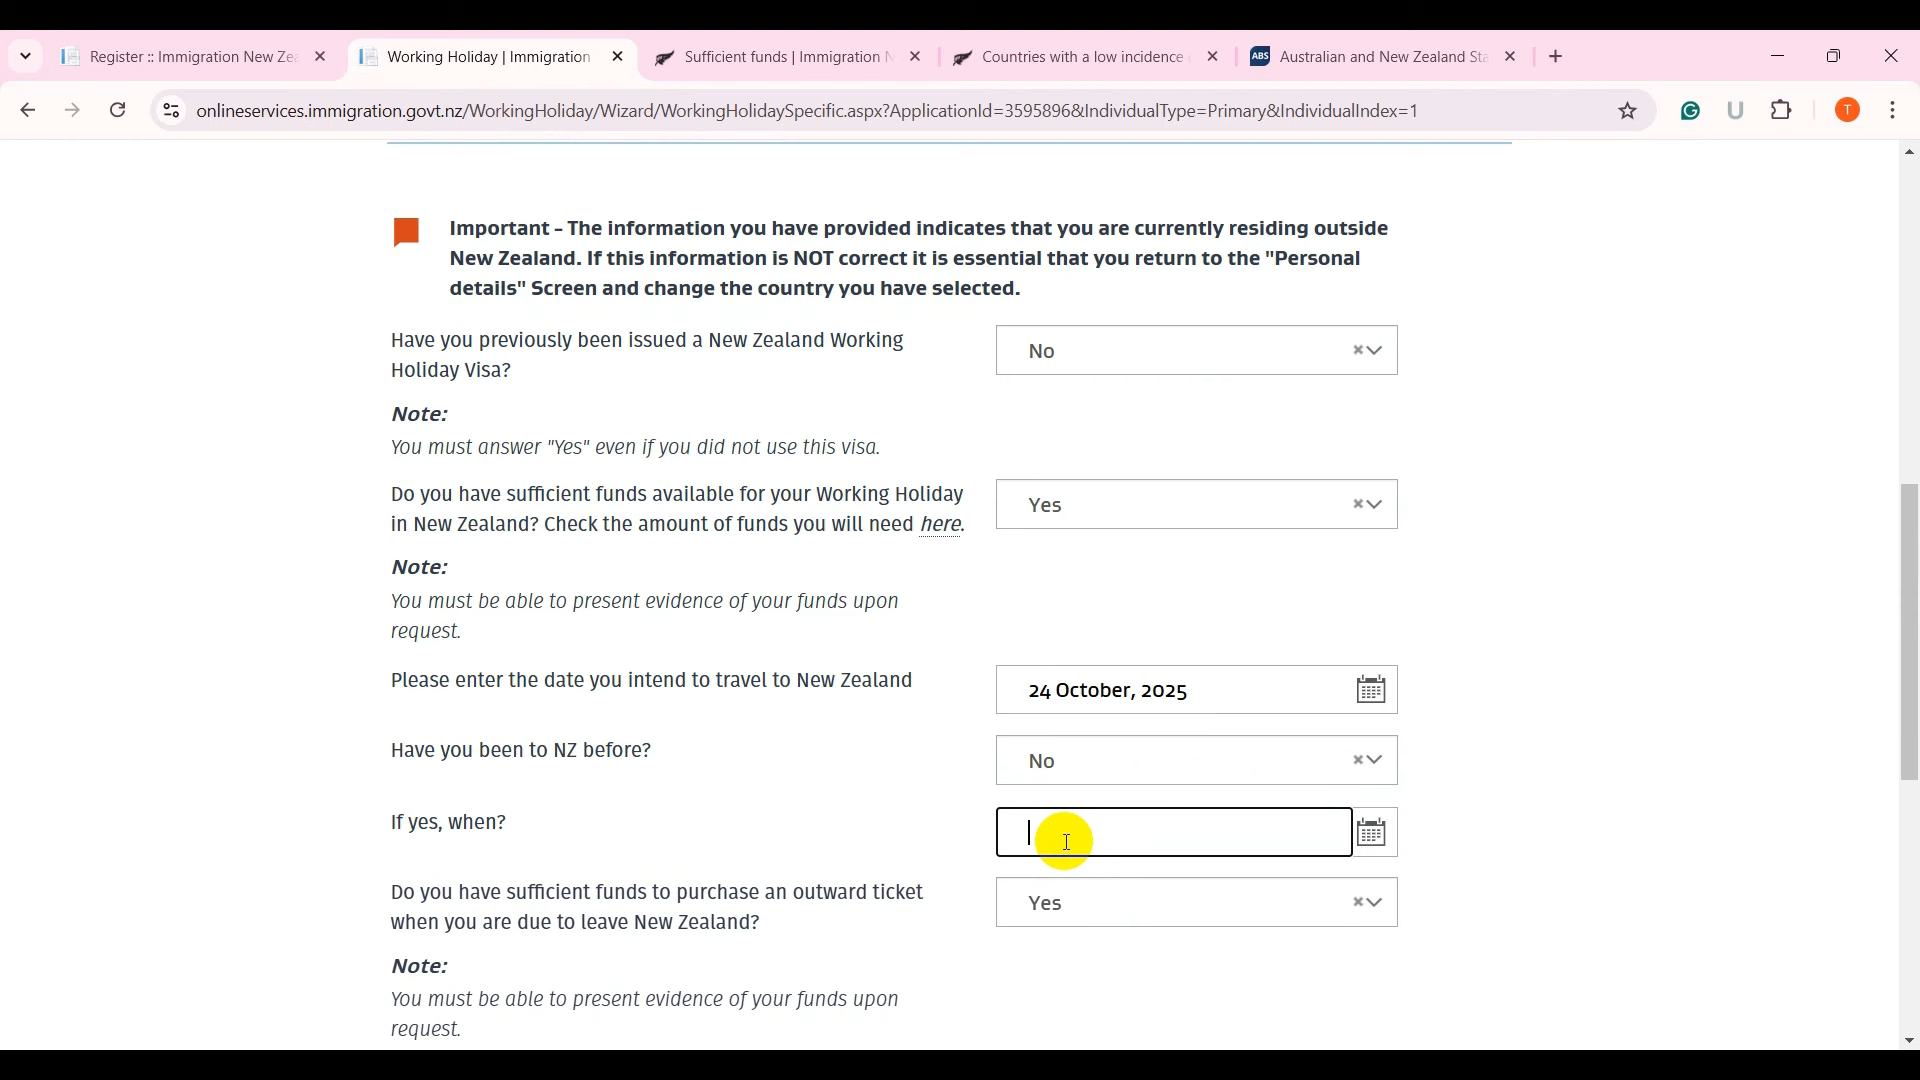 Register :: Immigration New Zea
Working Holiday | Immigration
Sufficient funds | Immigration N
Countries with a low incidence
ABS
Australian and New Zealand Sta
onlineservices.immigration.govt.nz/WorkingHoliday/Wizard/WorkingHolidaySpecific.aspx?ApplicationId=3595896&IndividualType=Primary&IndividualIndex=1
T
Important - The information you have provided indicates that you are currently residing outside
New Zealand. If this information is NOT correct it is essential that you return to the "Personal
details" Screen and change the country you have selected.
Have you previously been issued a New Zealand Working
Holiday Visa?
No
Note:
You must answer "Yes" even if you did not use this visa.
Do you have sufficient funds available for your Working Holiday
in New Zealand? Check the amount of funds you will need here.
Yes
Note:
You must be able to present evidence of your funds upon
request.
Please enter the date you intend to travel to New Zealand
24 October, 2025
Have you been to NZ before?
No
If yes, when?
Do you have sufficient funds to purchase an outward ticket
when you are due to leave New Zealand?
Yes
Note:
You must be able to present evidence of your funds upon
request.